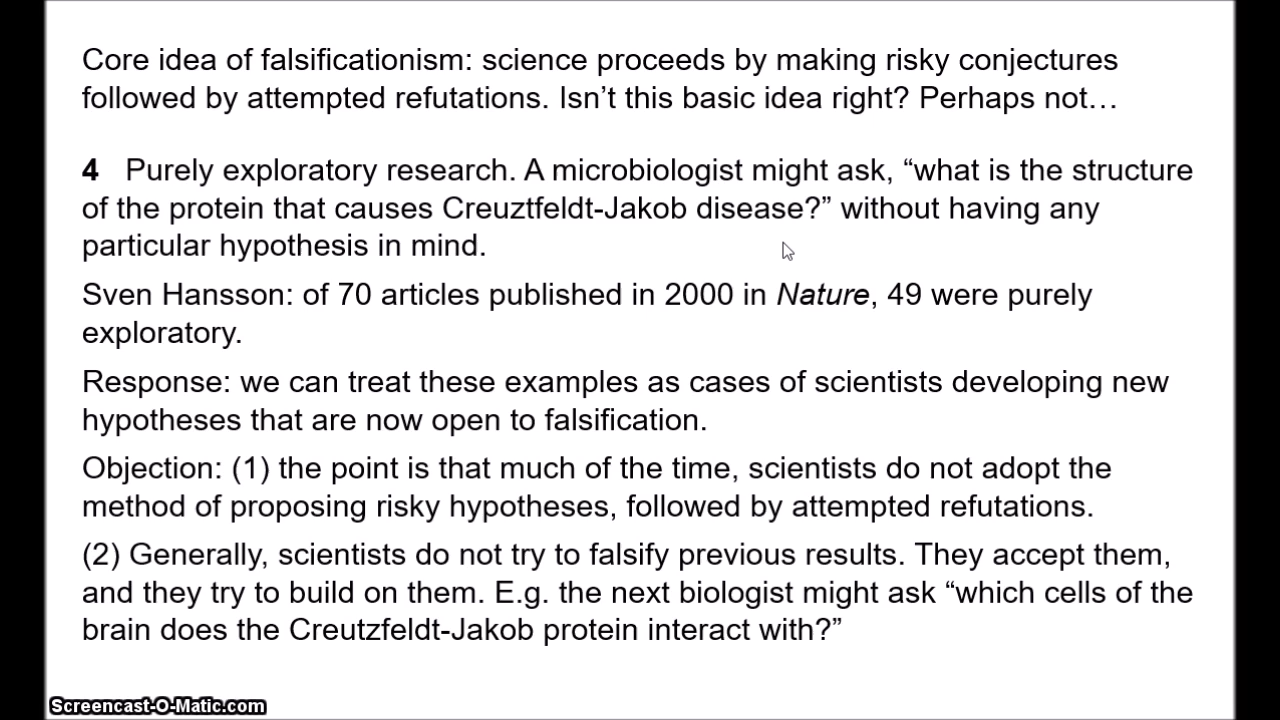 Core idea of falsificationism: science proceeds by making risky conjectures
followed by attempted refutations. Isn’t this basic idea right? Perhaps not…
4 Purely exploratory research. A microbiologist might ask, “what is the structure
of the protein that causes Creuztfeldt-Jakob disease?” without having any
particular hypothesis in mind.
Sven Hansson: of 70 articles published in 2000 in Nature, 49 were purely
exploratory.
Response: we can treat these examples as cases of scientists developing new
hypotheses that are now open to falsification.
Objection: (1) the point is that much of the time, scientists do not adopt the
method of proposing risky hypotheses, followed by attempted refutations.
(2) Generally, scientists do not try to falsify previous results. They accept them,
and they try to build on them. E.g. the next biologist might ask “which cells of the
brain does the Creutzfeldt-Jakob protein interact with?”
Screencast-O-Matic.com